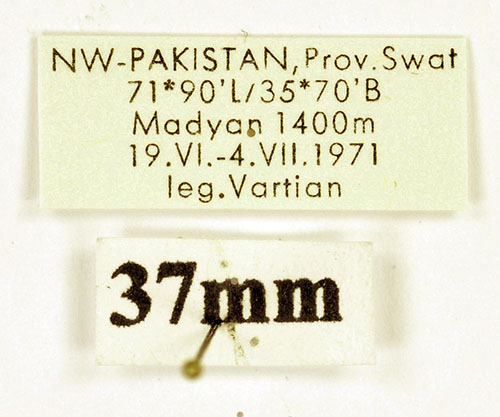 NW-PAKISTAN, Prov.Swat
71*90'L/35*70'B
Madyan 1400m
19.VI.-4.VII.1971
leg.Vartian
37mm